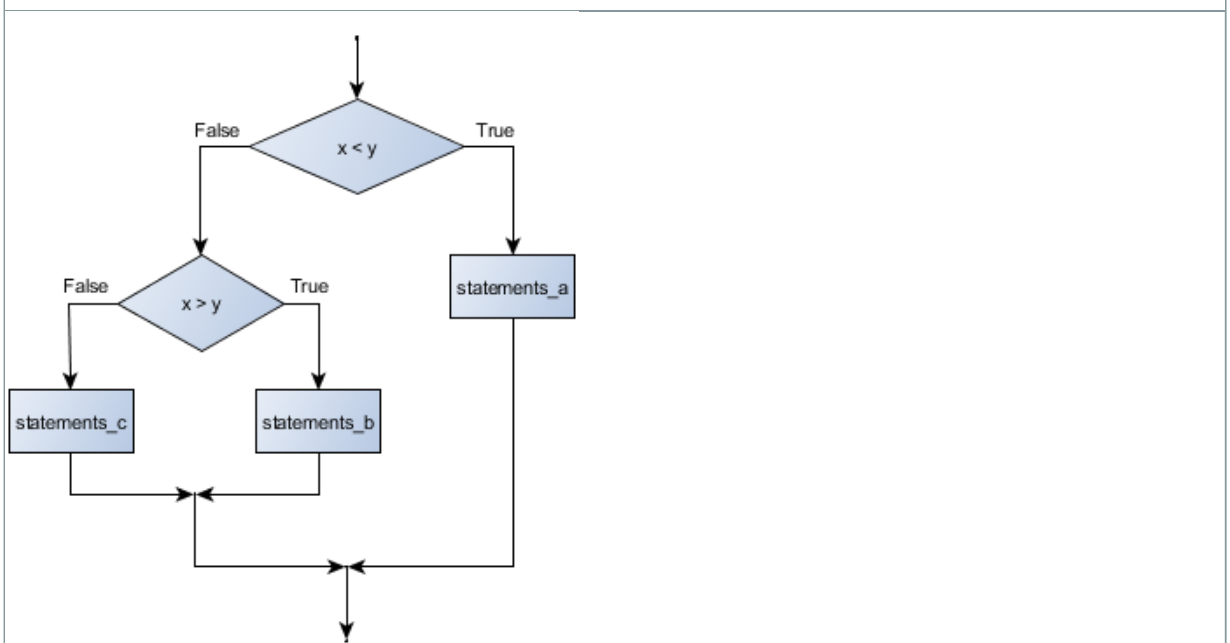 False
True
x < y
False
True
x > y
statements_a
statements_c
statements_b